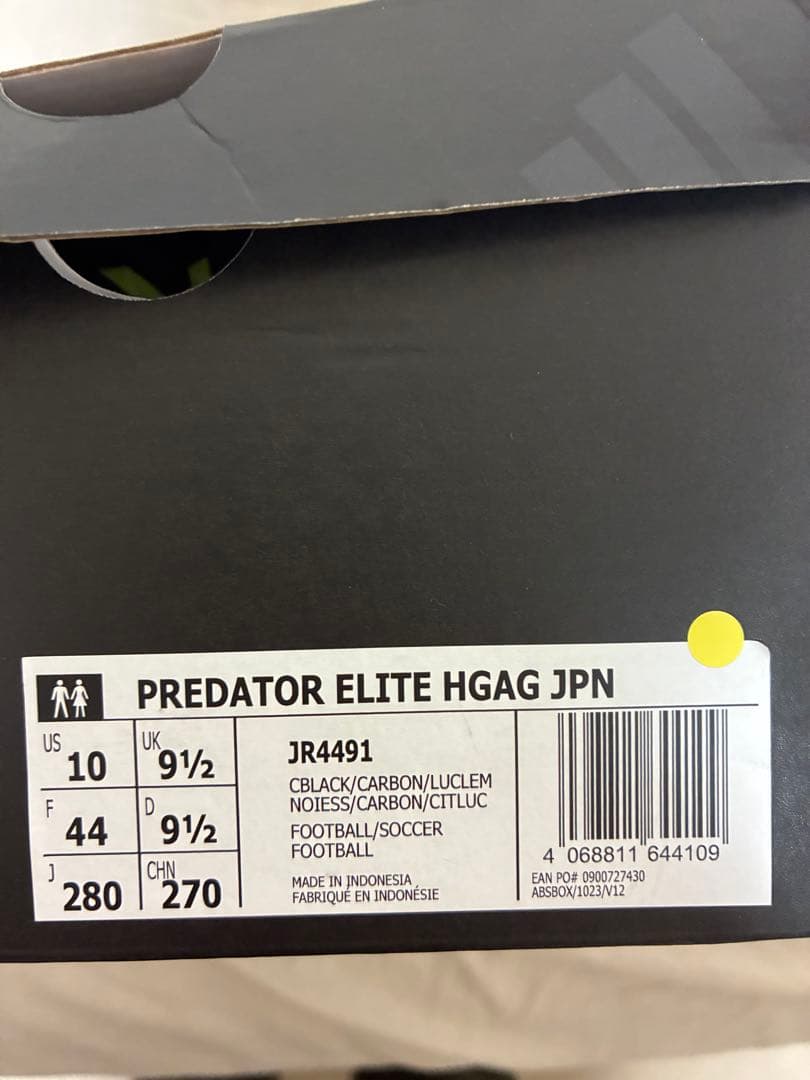 PREDATOR ELITE HGAG JPN
US 10 UK 9½
F 44 D 9½
J 280 CHN 270
JR4491
CBLACK/CARBON/LUCLEM
NOIESS/CARBON/CITLUC
FOOTBALL/SOCCER
FOOTBALL
MADE IN INDONESIA
FABRIQUÉ EN INDONÉSIE
4 068811 644109
EAN PO# 0900727430
ABSBOX/1023/V12